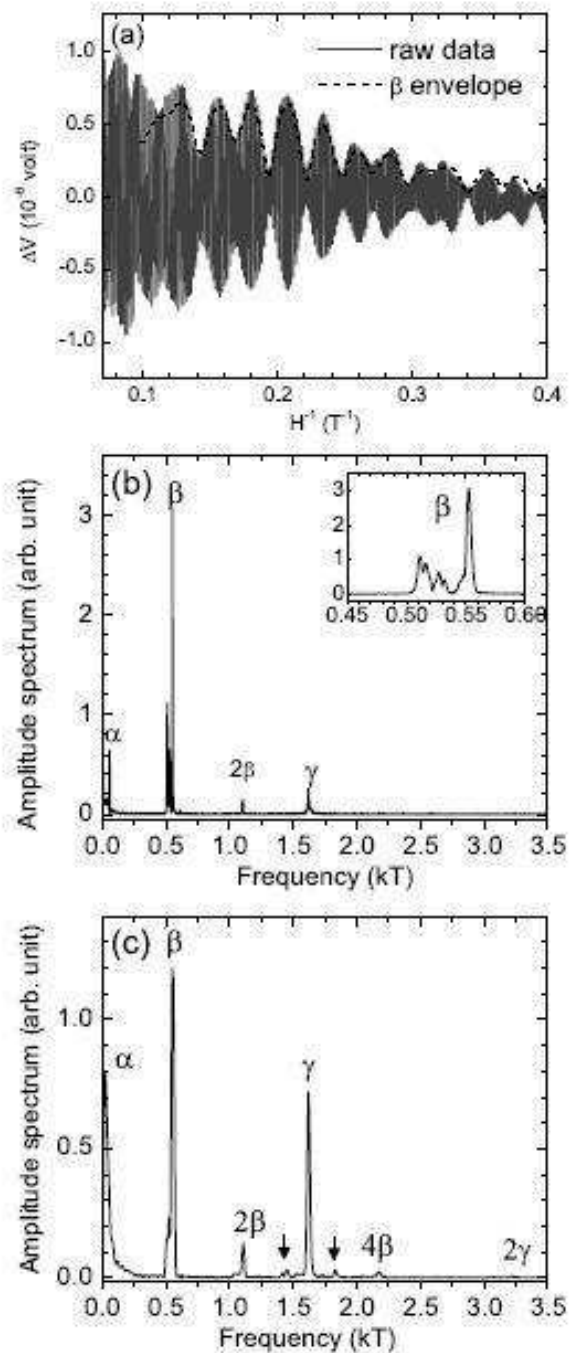 (a)
raw data
β envelope
1.0
0.5
0.0
-0.5
-1.0
ΔV (10⁻⁸ volt)
0.1 0.2 0.3 0.4
H⁻¹ (T⁻¹)
(b)
β
β
α
2β
γ
3
2
1
0
3
2
1
0
0.45 0.50 0.55 0.60
Amplitude spectrum (arb. unit)
0.0 0.5 1.0 1.5 2.0 2.5 3.0 3.5
Frequency (kT)
(c)
β
α
γ
2β
4β
2γ
1.0
0.5
0.0
Amplitude spectrum (arb. unit)
0.0 0.5 1.0 1.5 2.0 2.5 3.0 3.5
Frequency (kT)